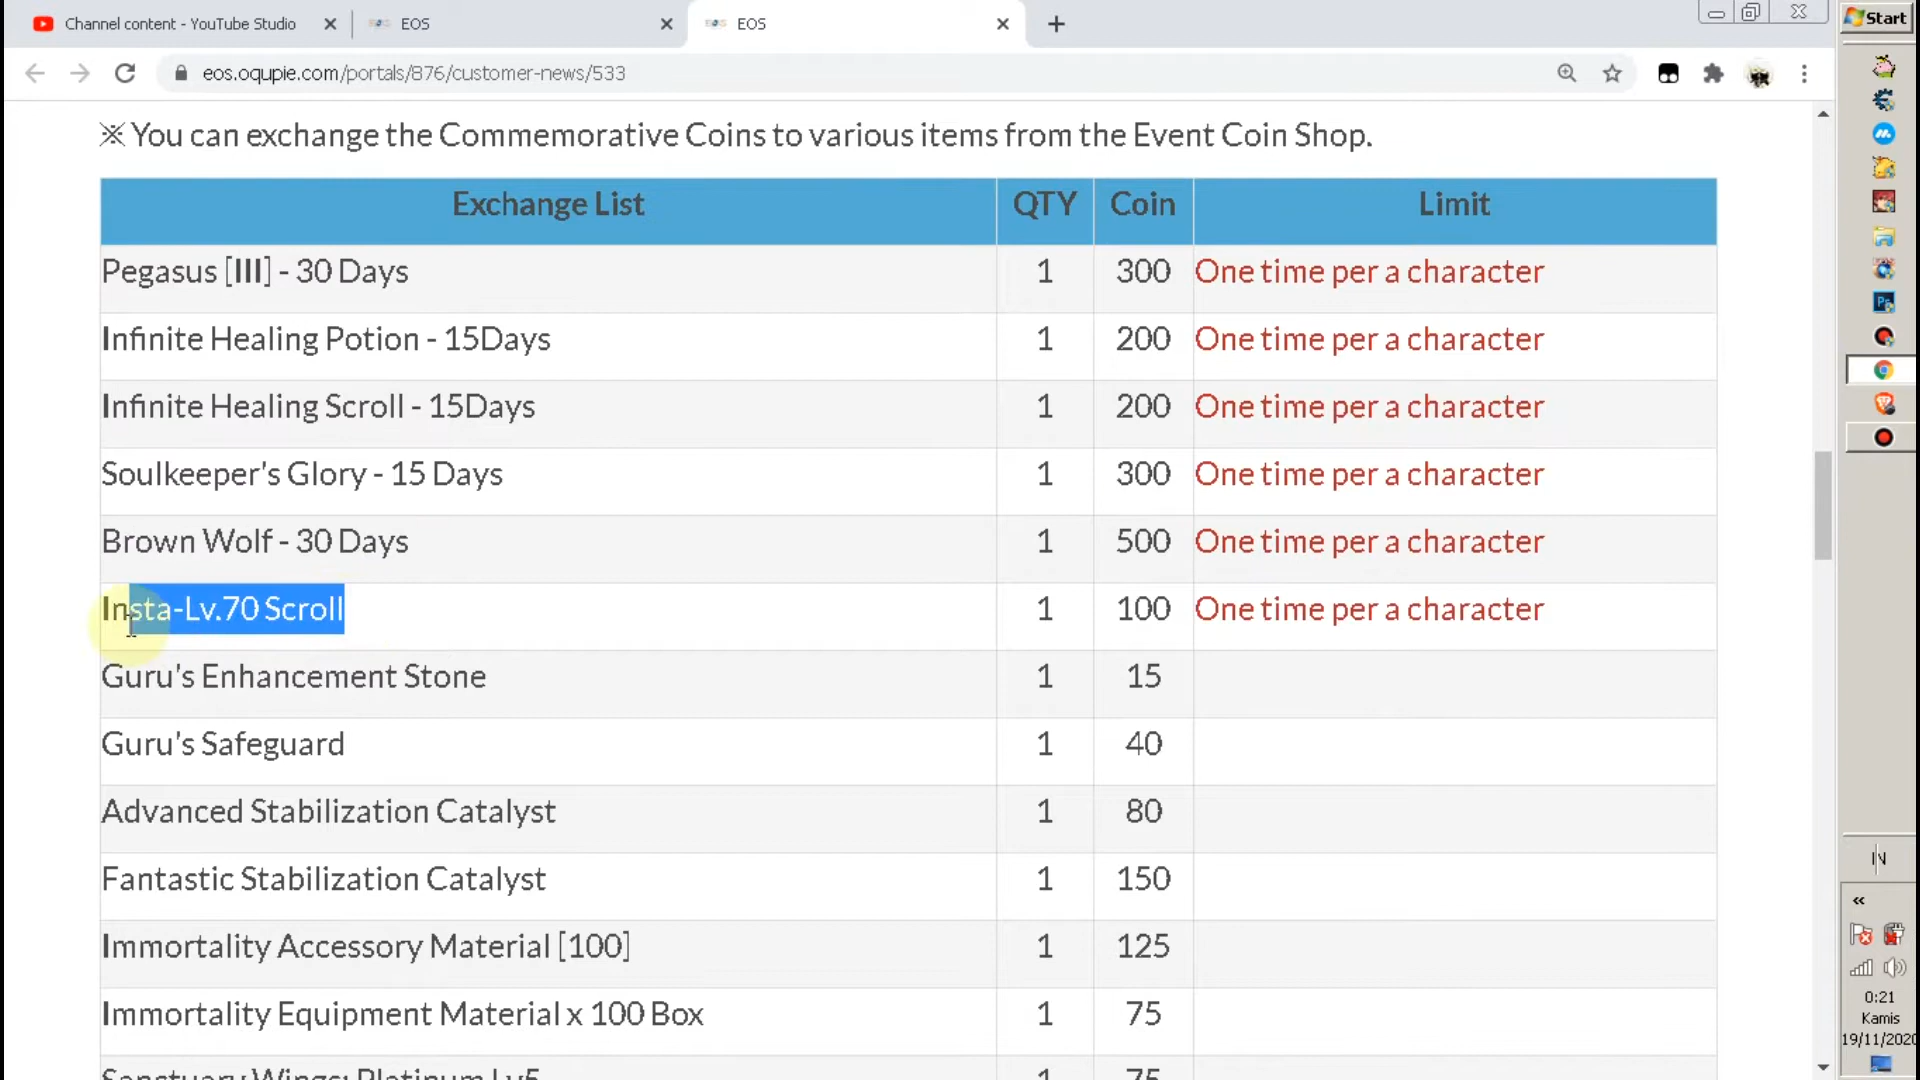 Channel content - YouTube Studio
EOS
EOS
Start
eos.oqupie.com/portals/876/customer-news/533
※ You can exchange the Commemorative Coins to various items from the Event Coin Shop.
Exchange List QTY Coin Limit
Pegasus [III] - 30 Days 1 300 One time per a character
Infinite Healing Potion - 15Days 1 200 One time per a character
Infinite Healing Scroll - 15Days 1 200 One time per a character
Soulkeeper's Glory - 15 Days 1 300 One time per a character
Brown Wolf - 30 Days 1 500 One time per a character
Insta-Lv.70 Scroll 1 100 One time per a character
Guru's Enhancement Stone 1 15
Guru's Safeguard 1 40
Advanced Stabilization Catalyst 1 80
Fantastic Stabilization Catalyst 1 150
Immortality Accessory Material [100] 1 125
Immortality Equipment Material x 100 Box 1 75
Sanctuary Wings: Platinum Lv5 1 75
IN
0:21
Kamis
19/11/2020